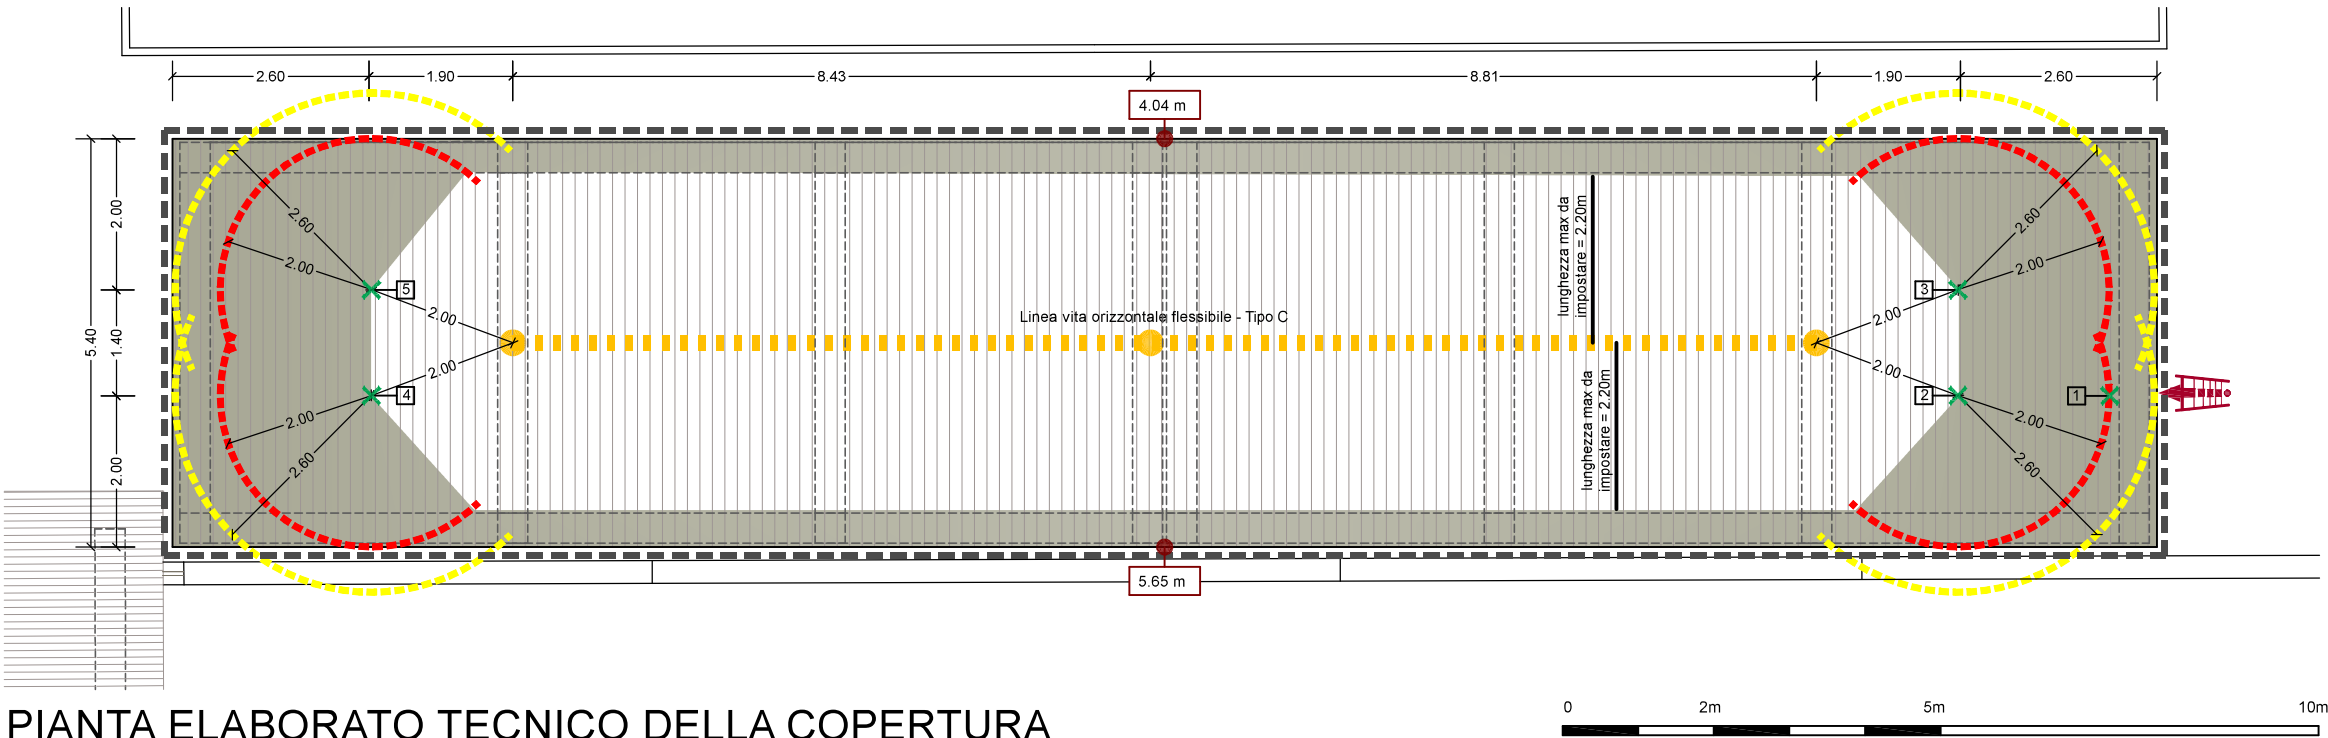 2.60
1.90
8.43
8.81
1.90
2.60
4.04 m
2.00
1.40
2.00
5.40
2.60
2.00
5
2.00
2.00
4
2.00
2.60
Linea vita orizzontale flessibile - Tipo C
lunghezza max da
impostare = 2.20m
lunghezza max da
impostare = 2.20m
2.60
2.00
3
2.00
2.00
2
1
2.00
2.60
5.65 m
PIANTA ELABORATO TECNICO DELLA COPERTURA
0
2m
5m
10m